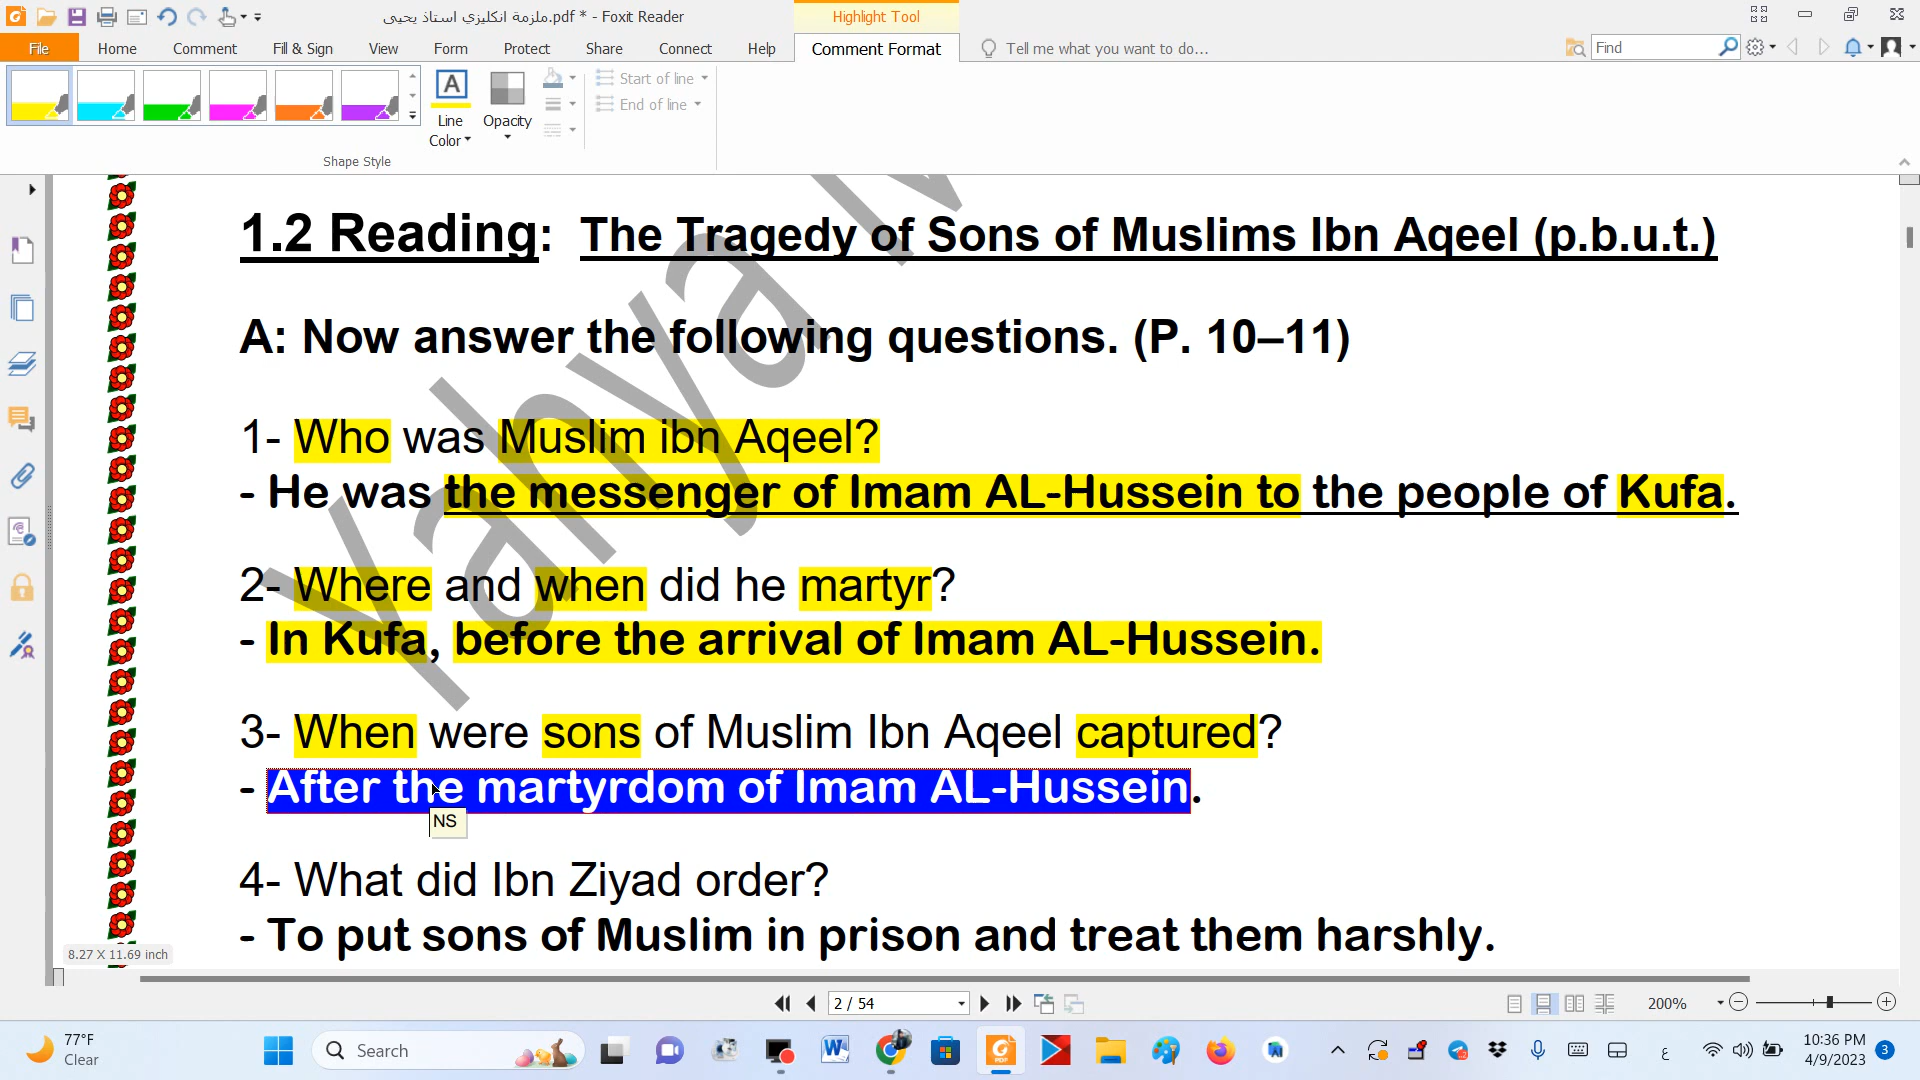 ملزمة انكليزي استاذ يحيى.pdf * - Foxit Reader
Highlight Tool
File Home Comment Fill & Sign View Form Protect Share Connect Help Comment Format Tell me what you want to do... Find
Line Color
Opacity
Start of line
End of line
Shape Style
1.2 Reading: The Tragedy of Sons of Muslims Ibn Aqeel (p.b.u.t.)
A: Now answer the following questions. (P. 10–11)
1- Who was Muslim ibn Aqeel?
- He was the messenger of Imam AL-Hussein to the people of Kufa.
2- Where and when did he martyr?
- In Kufa, before the arrival of Imam AL-Hussein.
3- When were sons of Muslim Ibn Aqeel captured?
- After the martyrdom of Imam AL-Hussein.
NS
4- What did Ibn Ziyad order?
- To put sons of Muslim in prison and treat them harshly.
Yahya
8.27 X 11.69 inch
2 / 54
200%
77°F
Clear
Search
ع
10:36 PM
4/9/2023
3